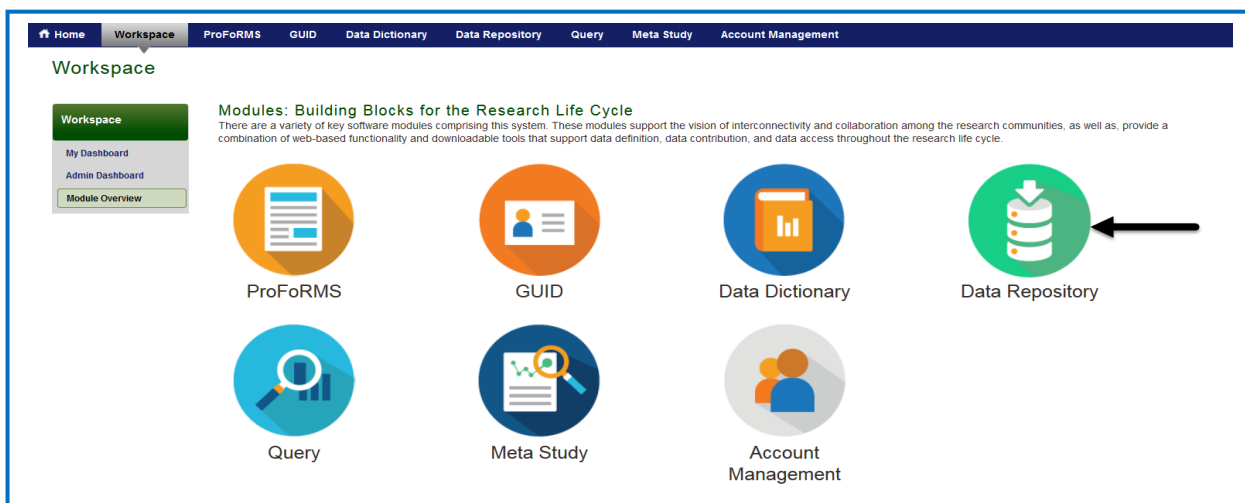 Home Workspace ProFoRMS GUID Data Dictionary Data Repository Query Meta Study Account Management
Workspace
Workspace
My Dashboard
Admin Dashboard
Module Overview
Modules: Building Blocks for the Research Life Cycle
There are a variety of key software modules comprising this system. These modules support the vision of interconnectivity and collaboration among the research communities, as well as, provide a
combination of web-based functionality and downloadable tools that support data definition, data contribution, and data access throughout the research life cycle.
ProFoRMS GUID Data Dictionary Data Repository
Query Meta Study Account
Management